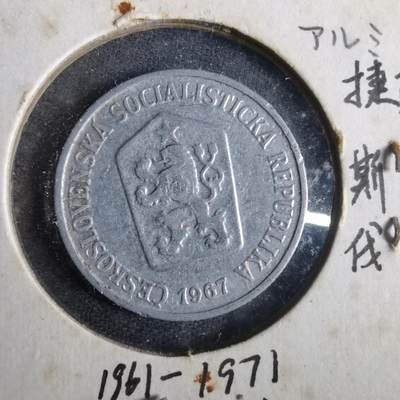 アルミ
捷
斯
伐
ČESKOSLOVENSKÁ SOCIALISTICKÁ REPUBLIKA
1967
1961-1971